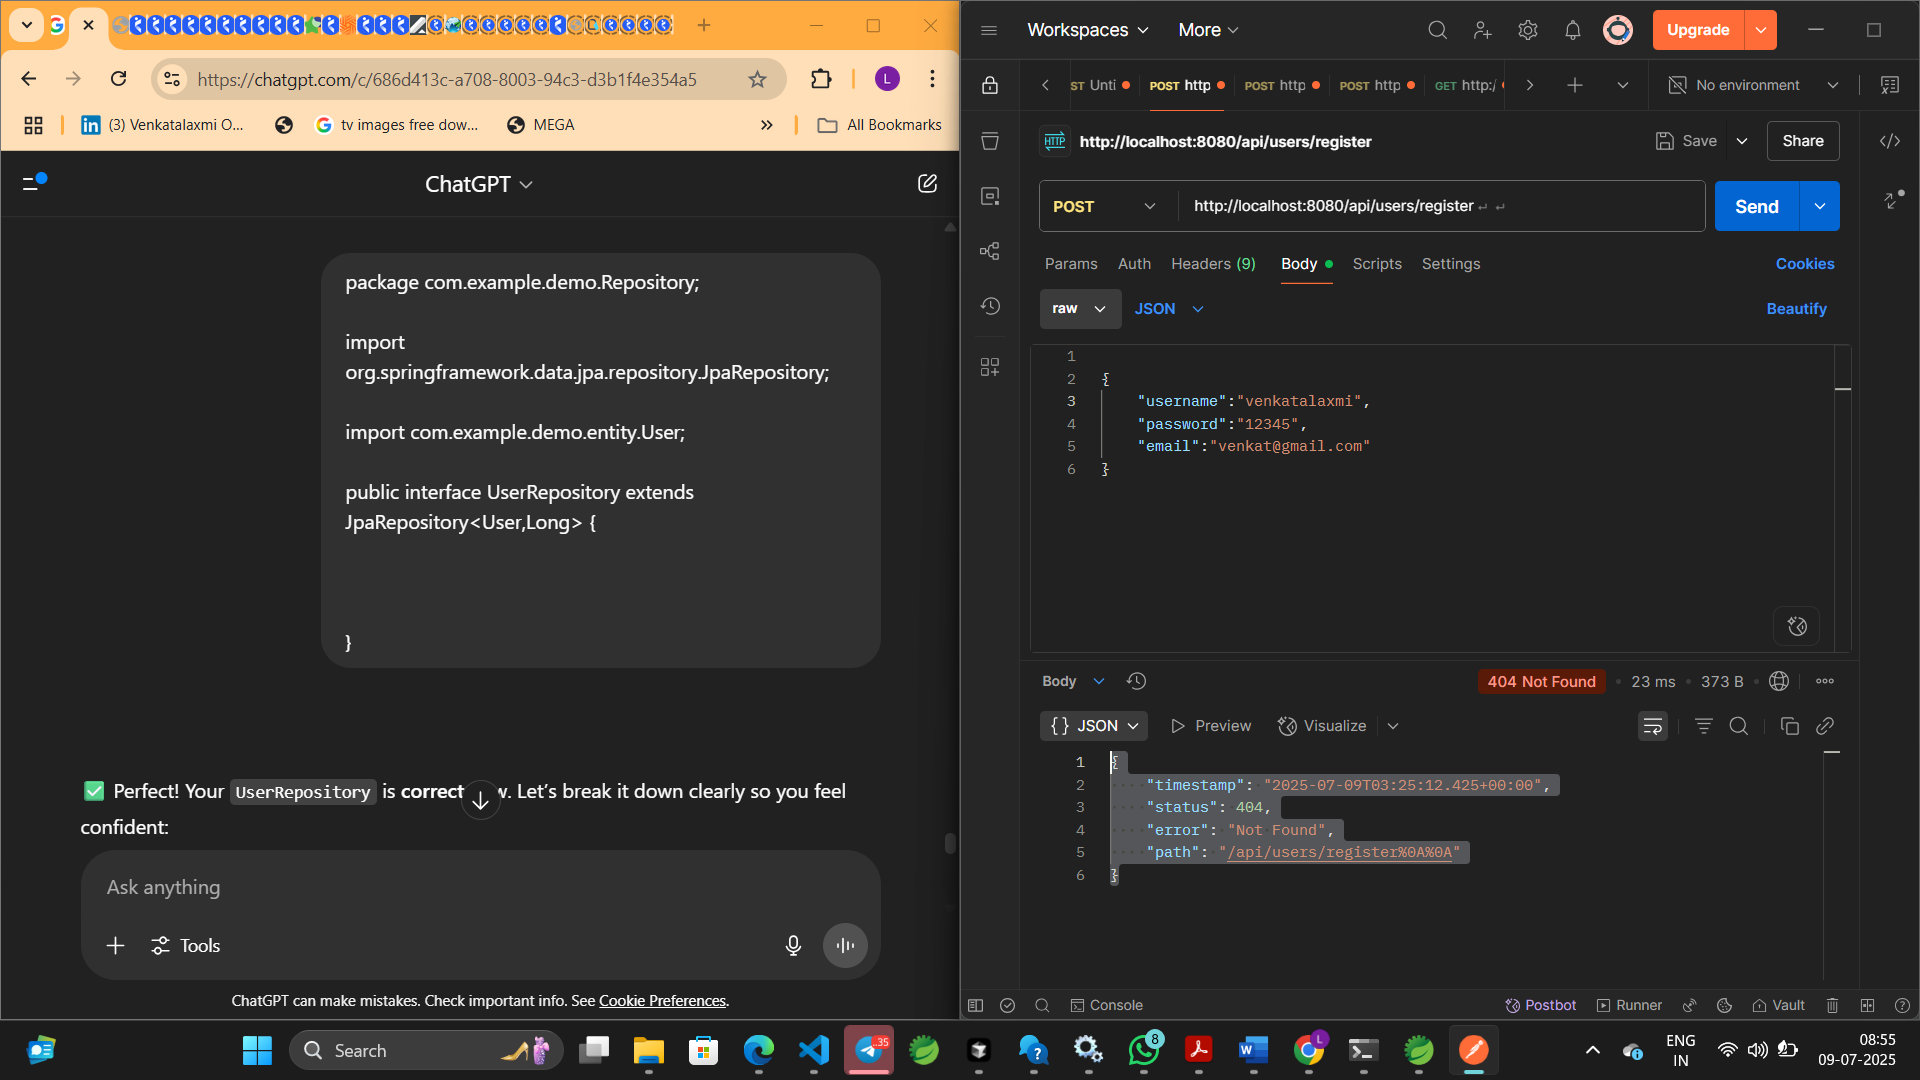 https://chatgpt.com/c/686d413c-a708-8003-94c3-d3b1f4e354a5
L
in (3) Venkatalaxmi O...
tv images free dow...
MEGA
All Bookmarks
ChatGPT
package com.example.demo.Repository;
import
org.springframework.data.jpa.repository.JpaRepository;
import com.example.demo.entity.User;
public interface UserRepository extends
JpaRepository<User,Long> {
}
Perfect! Your UserRepository is correct w. Let's break it down clearly so you feel
confident:
Ask anything
Tools
ChatGPT can make mistakes. Check important info. See Cookie Preferences.
Workspaces
More
Upgrade
ST Unti
POST http
POST http
POST http
GET http:/
No environment
HTTP http://localhost:8080/api/users/register
Save
Share
POST
http://localhost:8080/api/users/register
Send
Params
Auth
Headers (9)
Body
Scripts
Settings
Cookies
raw
JSON
Beautify
1
2 {
3 "username":"venkatalaxmi",
4 "password":"12345",
5 "email":"venkat@gmail.com"
6 }
Body
404 Not Found
23 ms
373 B
{} JSON
Preview
Visualize
1 {
2 "timestamp": "2025-07-09T03:25:12.425+00:00",
3 "status": 404,
4 "error": "Not Found",
5 "path": "/api/users/register%0A%0A"
6 }
Console
Postbot
Runner
Vault
Search
35
8
L
ENG
IN
08:55
09-07-2025